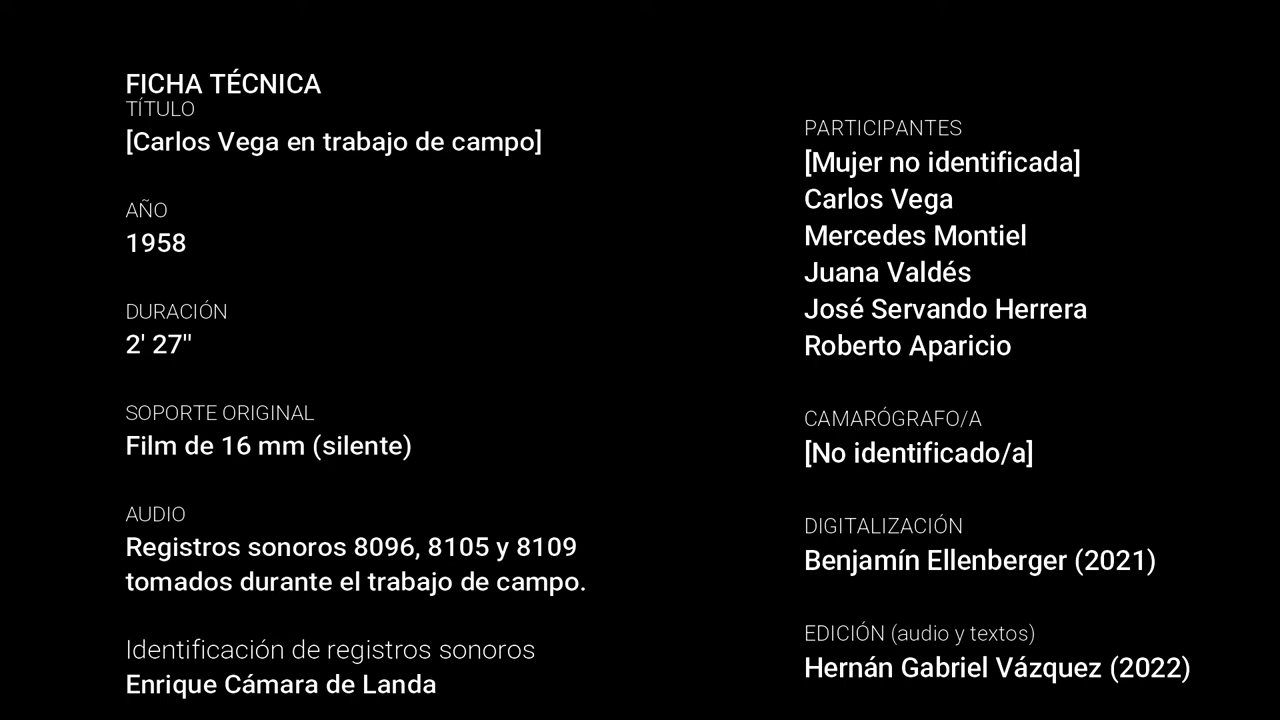 FICHA TÉCNICA
TÍTULO
[Carlos Vega en trabajo de campo]
AÑO
1958
DURACIÓN
2' 27"
SOPORTE ORIGINAL
Film de 16 mm (silente)
AUDIO
Registros sonoros 8096, 8105 y 8109
tomados durante el trabajo de campo.
Identificación de registros sonoros
Enrique Cámara de Landa
PARTICIPANTES
[Mujer no identificada]
Carlos Vega
Mercedes Montiel
Juana Valdés
José Servando Herrera
Roberto Aparicio
CAMARÓGRAFO/A
[No identificado/a]
DIGITALIZACIÓN
Benjamín Ellenberger (2021)
EDICIÓN (audio y textos)
Hernán Gabriel Vázquez (2022)